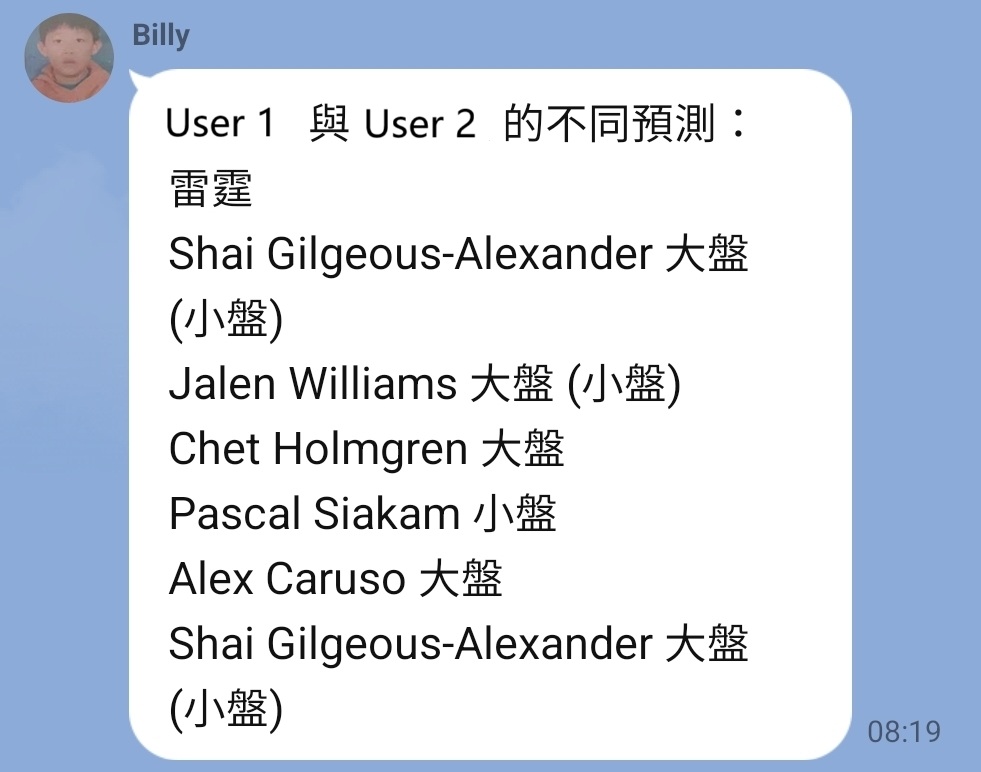 Billy
User 1 與 User 2 的不同預測：
雷霆
Shai Gilgeous-Alexander 大盤
(小盤)
Jalen Williams 大盤 (小盤)
Chet Holmgren 大盤
Pascal Siakam 小盤
Alex Caruso 大盤
Shai Gilgeous-Alexander 大盤
(小盤)
08:19